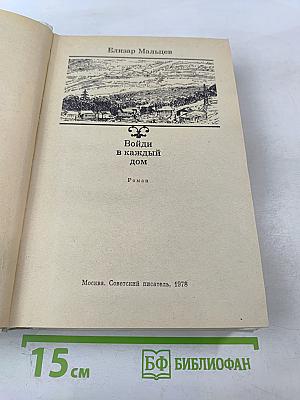 Елизар Мальцев
Войди
в каждый
дом
Роман
Москва. Советский писатель, 1978
15 см
БФ БИБЛИОФАН